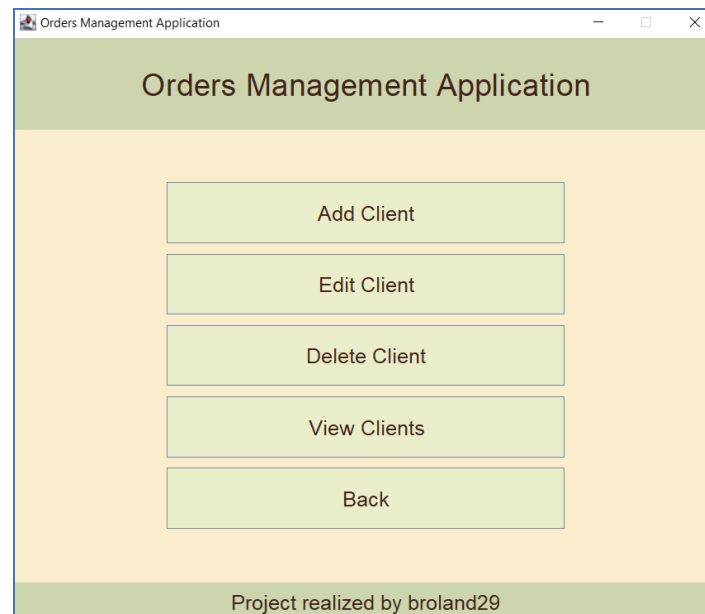 Orders Management Application
Orders Management Application
Add Client
Edit Client
Delete Client
View Clients
Back
Project realized by broland29